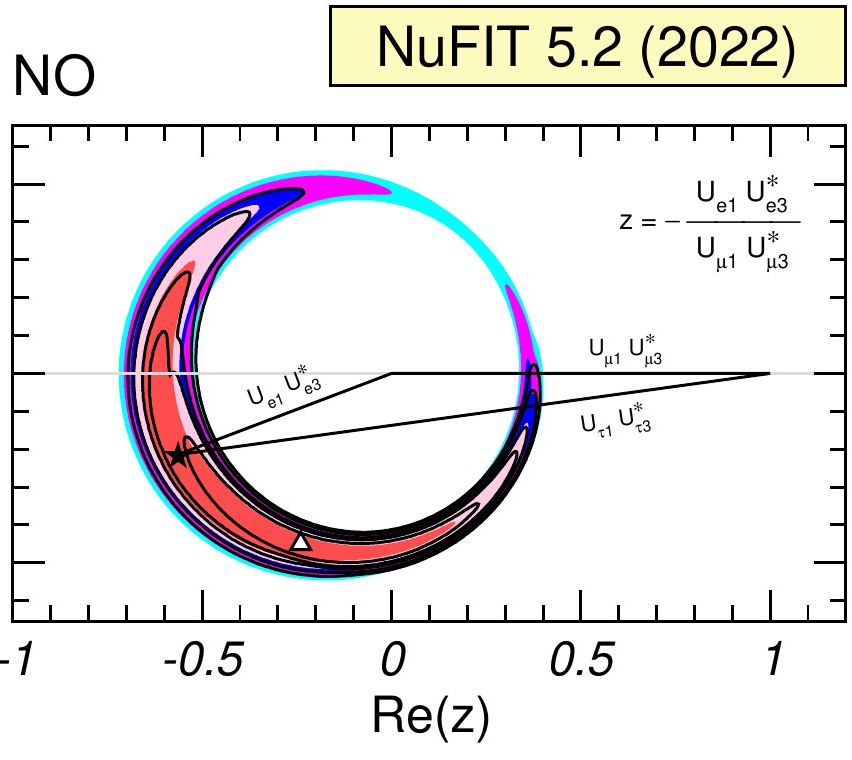 NuFIT 5.2 (2022)
NO
z = − U_e1 U*_e3 / U_μ1 U*_μ3
U_μ1 U*_μ3
U_e1 U*_e3
U_τ1 U*_τ3
-1 -0.5 0 0.5 1
Re(z)